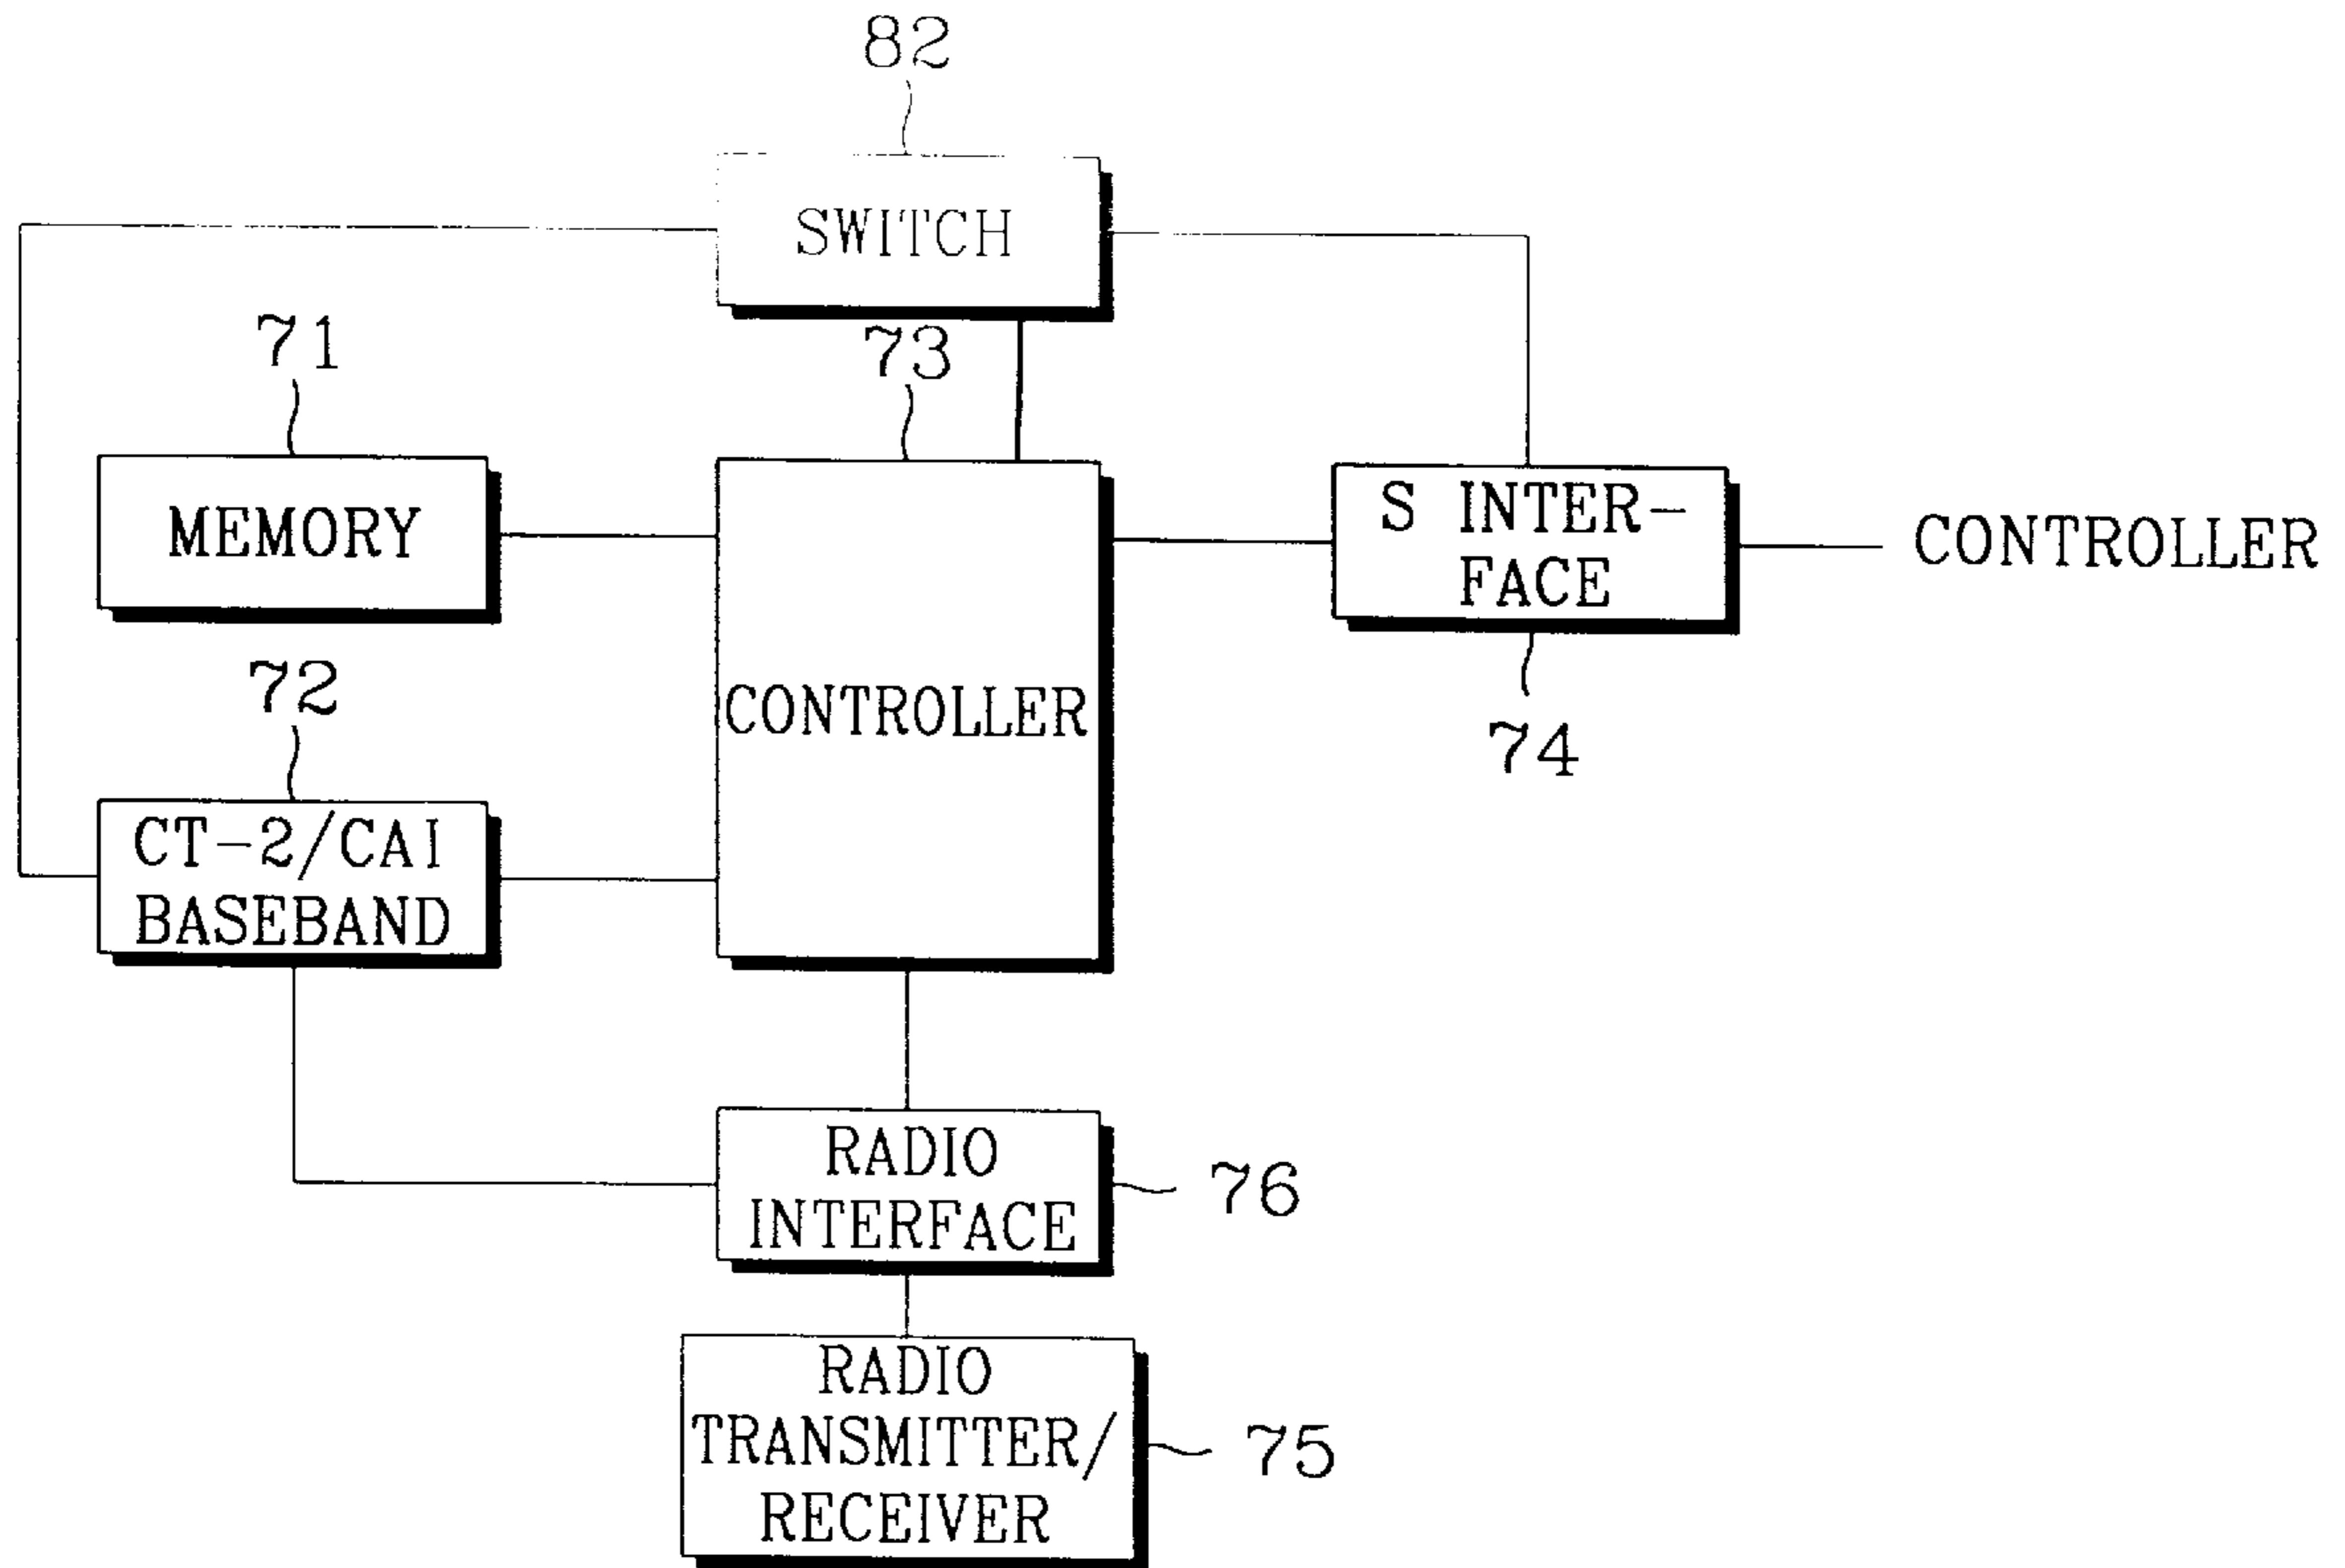 82
SWITCH
71
73
MEMORY
S INTER-
FACE
CONTROLLER
72
CONTROLLER
74
CT-2/CAI
BASEBAND
RADIO
INTERFACE
76
RADIO
TRANSMITTER/
RECEIVER
75